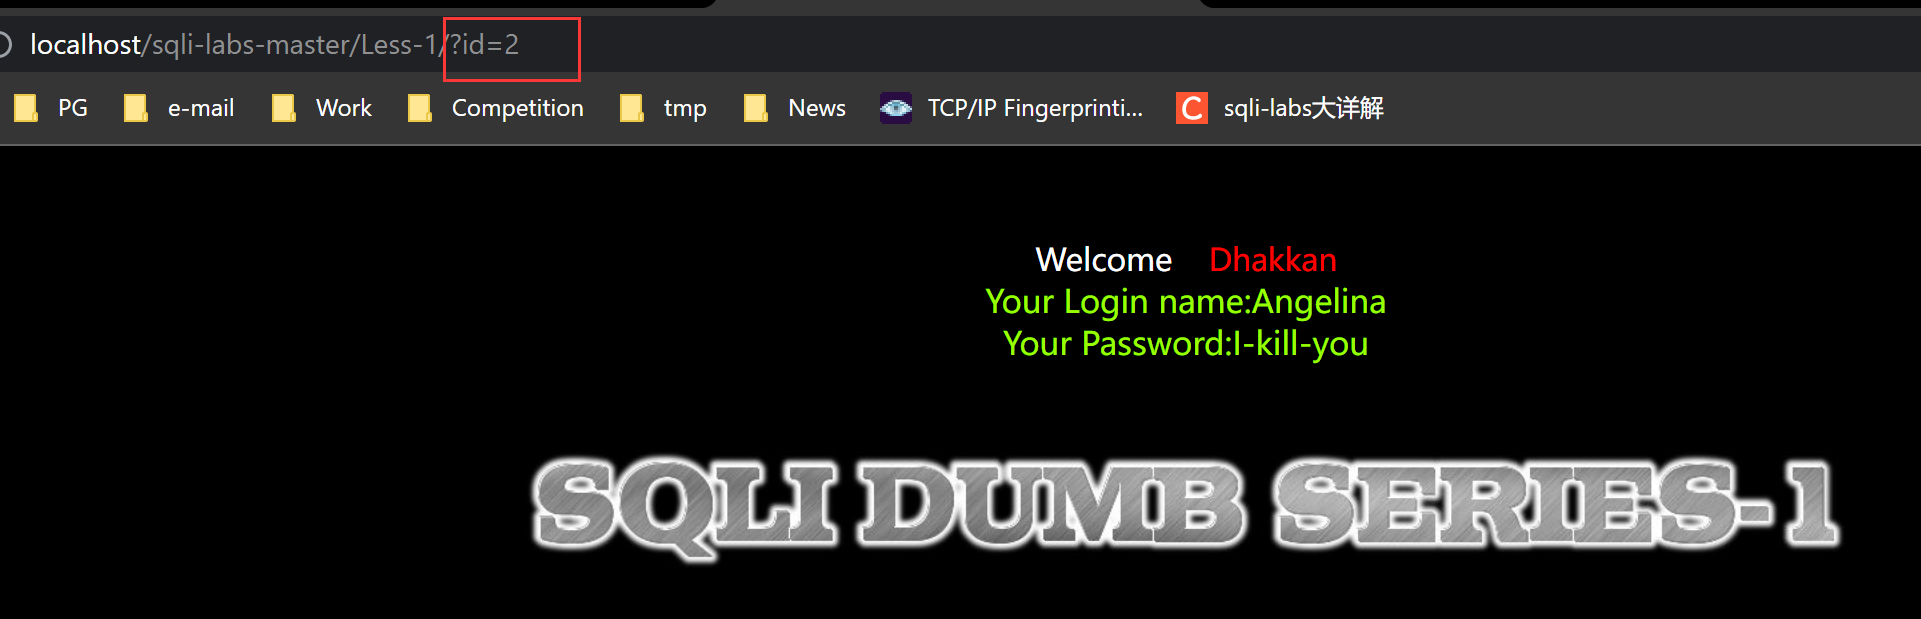 localhost/sqli-labs-master/Less-1/?id=2
PG e-mail Work Competition tmp News TCP/IP Fingerprinti... sqli-labs大详解
Welcome Dhakkan
Your Login name:Angelina
Your Password:I-kill-you
SQLI DUMB SERIES-1